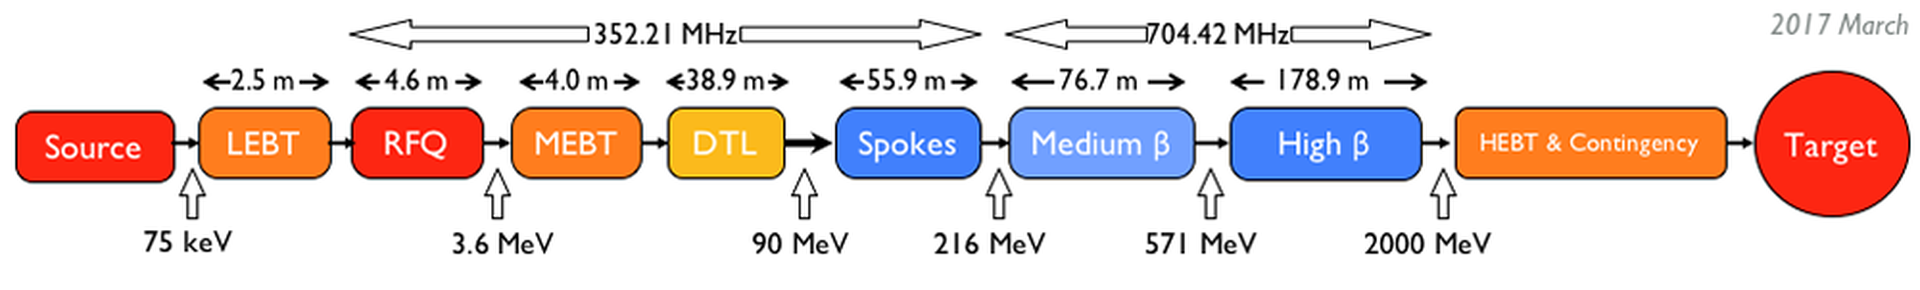 352.21 MHz
704.42 MHz
2017 March
2.5 m
4.6 m
4.0 m
38.9 m
55.9 m
76.7 m
178.9 m
Source
LEBT
RFQ
MEBT
DTL
Spokes
Medium β
High β
HEBT & Contingency
Target
75 keV
3.6 MeV
90 MeV
216 MeV
571 MeV
2000 MeV